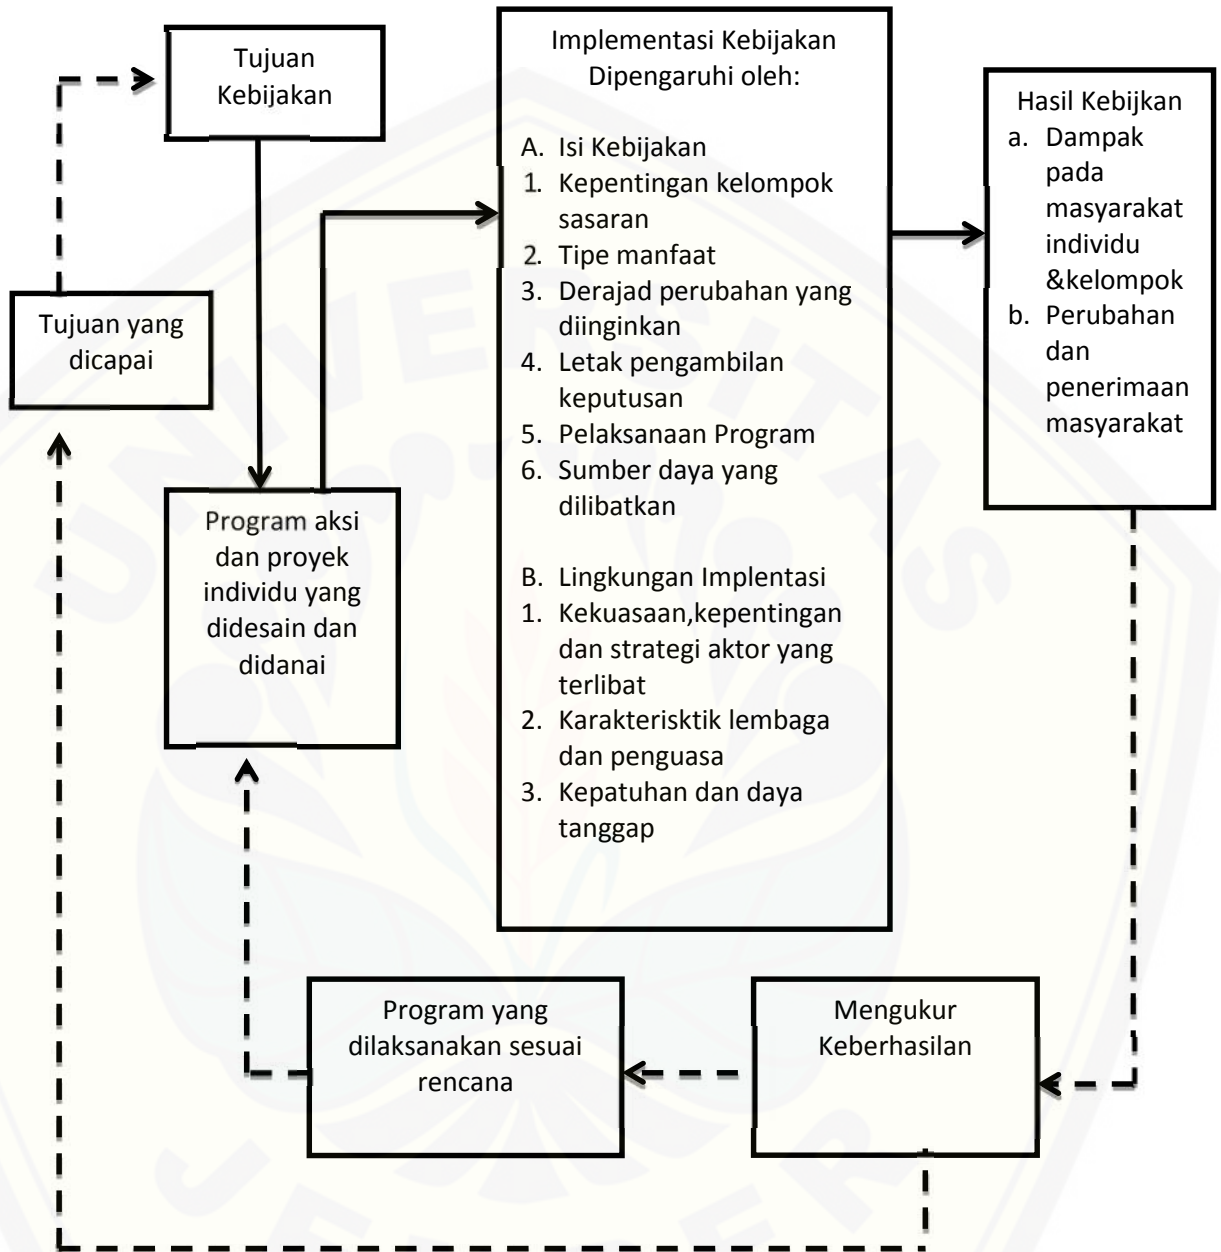 Tujuan
Kebijakan
Implementasi Kebijakan
Dipengaruhi oleh:
A. Isi Kebijakan
1. Kepentingan kelompok
sasaran
2. Tipe manfaat
3. Derajad perubahan yang
diinginkan
4. Letak pengambilan
keputusan
5. Pelaksanaan Program
6. Sumber daya yang
dilibatkan
B. Lingkungan Implentasi
1. Kekuasaan,kepentingan
dan strategi aktor yang
terlibat
2. Karakterisktik lembaga
dan penguasa
3. Kepatuhan dan daya
tanggap
Hasil Kebijkan
a. Dampak
pada
masyarakat
individu
&kelompok
b. Perubahan
dan
penerimaan
masyarakat
Tujuan yang
dicapai
Program aksi
dan proyek
individu yang
didesain dan
didanai
Program yang
dilaksanakan sesuai
rencana
Mengukur
Keberhasilan
UNIVERSITAS
JEMBER